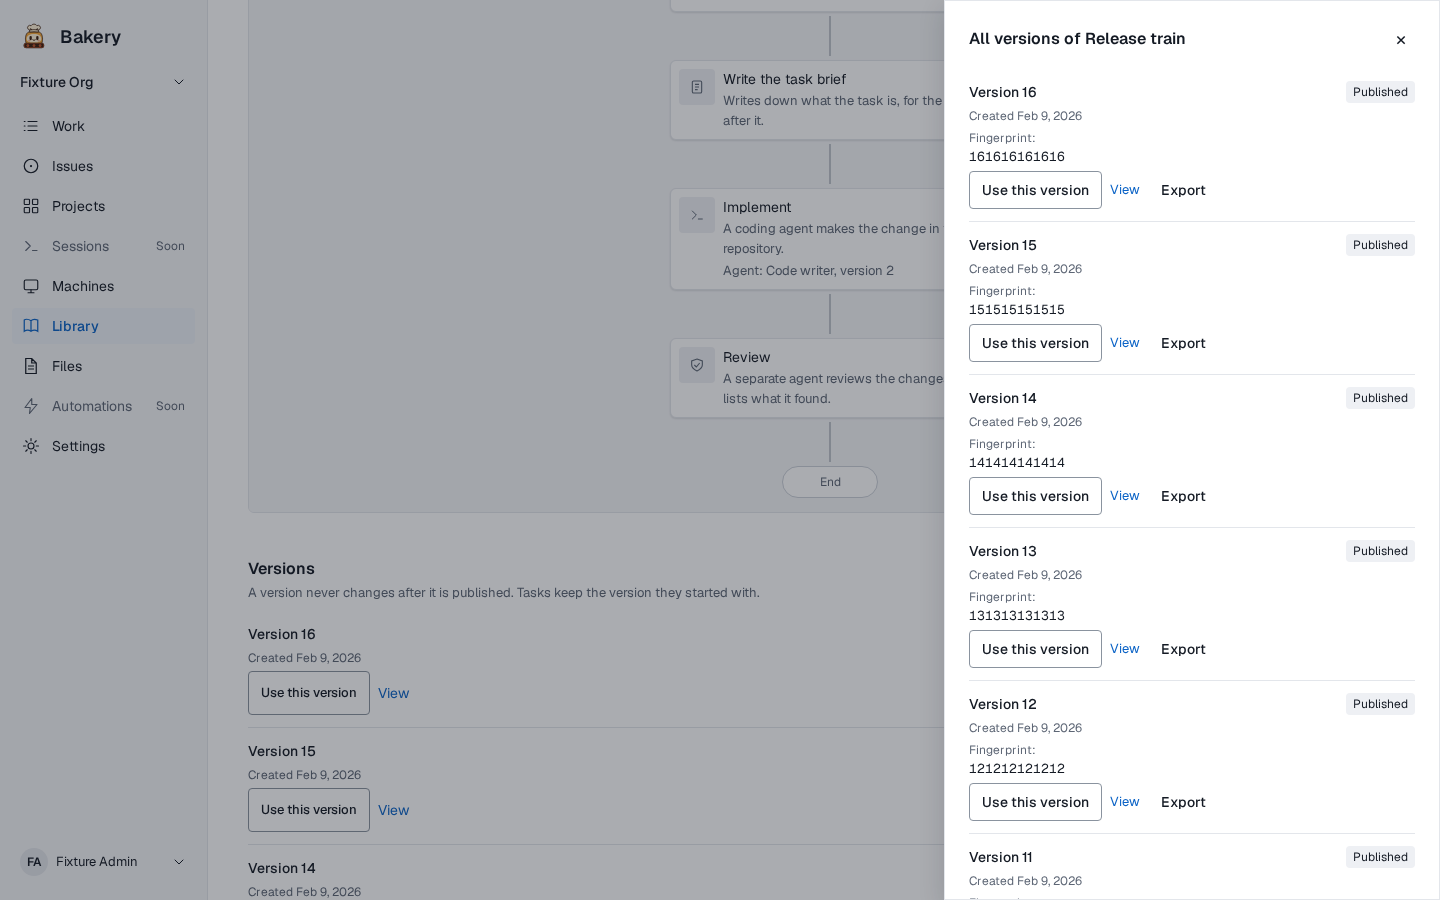 Bakery
Fixture Org
Work
Issues
Projects
Sessions Soon
Machines
Library
Files
Automations Soon
Settings
FA Fixture Admin
Write the task brief
Writes down what the task is, for the
after it.
Implement
A coding agent makes the change in
repository.
Agent: Code writer, version 2
Review
A separate agent reviews the change
lists what it found.
End
Versions
A version never changes after it is published. Tasks keep the version they started with.
Version 16
Created Feb 9, 2026
Use this version View
Version 15
Created Feb 9, 2026
Use this version View
Version 14
Created Feb 9, 2026
All versions of Release train
Version 16 Published
Created Feb 9, 2026
Fingerprint:
161616161616
Use this version View Export
Version 15 Published
Created Feb 9, 2026
Fingerprint:
151515151515
Use this version View Export
Version 14 Published
Created Feb 9, 2026
Fingerprint:
141414141414
Use this version View Export
Version 13 Published
Created Feb 9, 2026
Fingerprint:
131313131313
Use this version View Export
Version 12 Published
Created Feb 9, 2026
Fingerprint:
121212121212
Use this version View Export
Version 11 Published
Created Feb 9, 2026